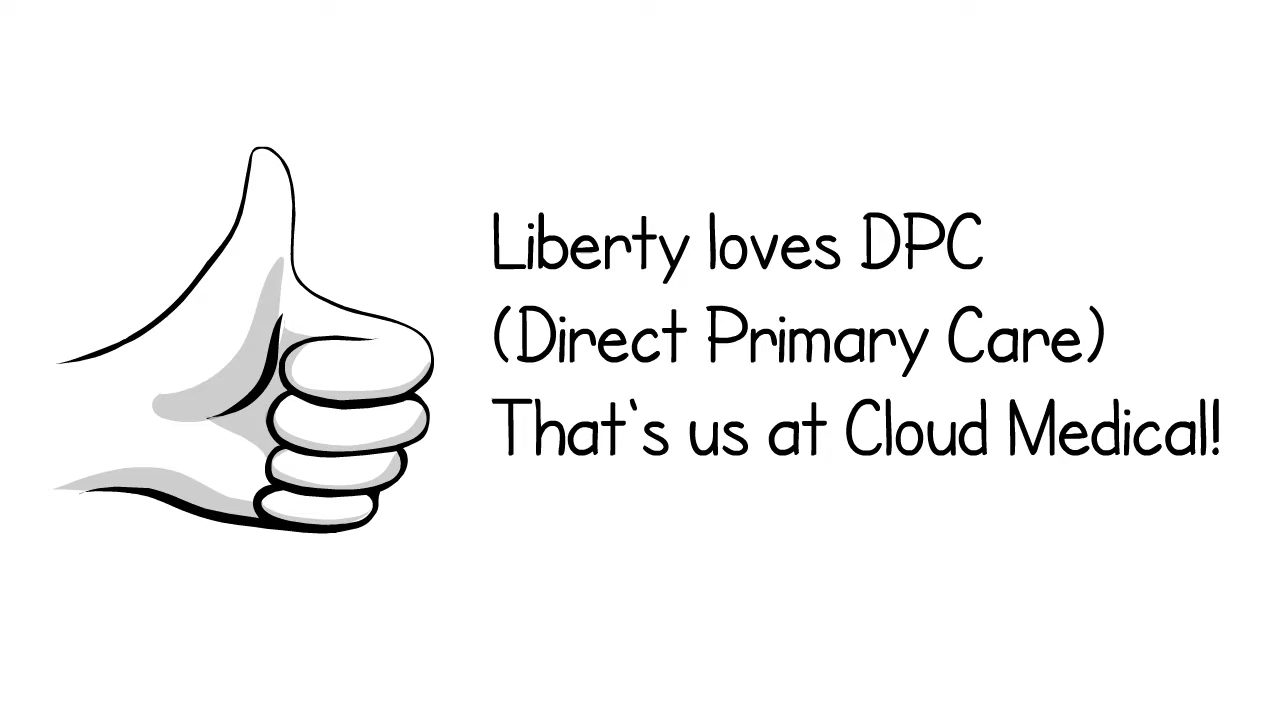 Liberty loves DPC
(Direct Primary Care)
That's us at Cloud Medical!